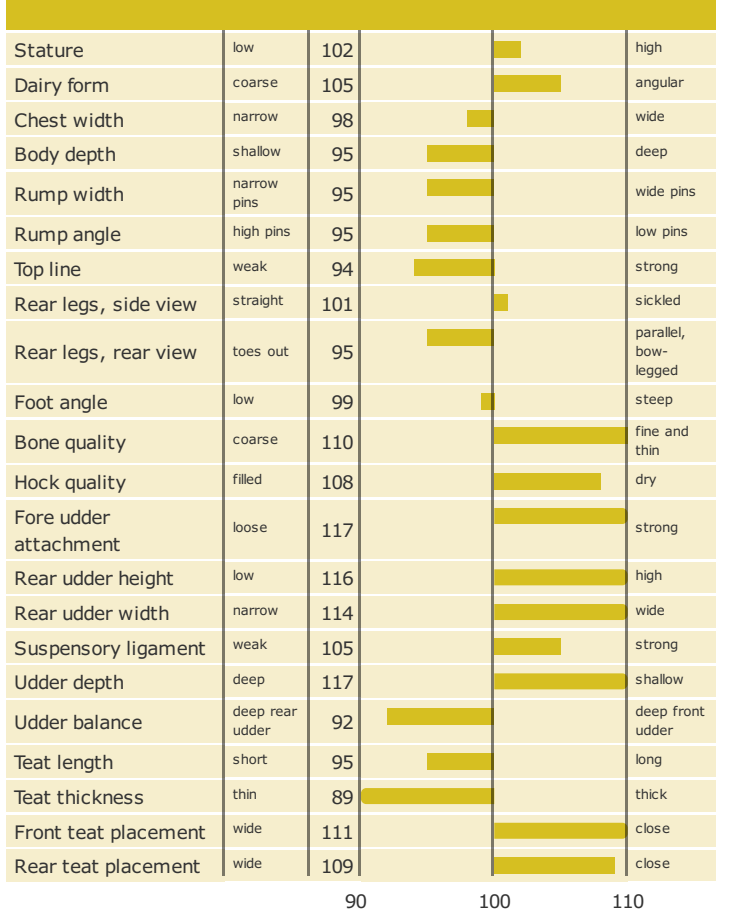 Stature low 102 high
Dairy form coarse 105 angular
Chest width narrow 98 wide
Body depth shallow 95 deep
Rump width narrow pins 95 wide pins
Rump angle high pins 95 low pins
Top line weak 94 strong
Rear legs, side view straight 101 sickled
Rear legs, rear view toes out 95 parallel, bow-legged
Foot angle low 99 steep
Bone quality coarse 110 fine and thin
Hock quality filled 108 dry
Fore udder attachment loose 117 strong
Rear udder height low 116 high
Rear udder width narrow 114 wide
Suspensory ligament weak 105 strong
Udder depth deep 117 shallow
Udder balance deep rear udder 92 deep front udder
Teat length short 95 long
Teat thickness thin 89 thick
Front teat placement wide 111 close
Rear teat placement wide 109 close
90 100 110